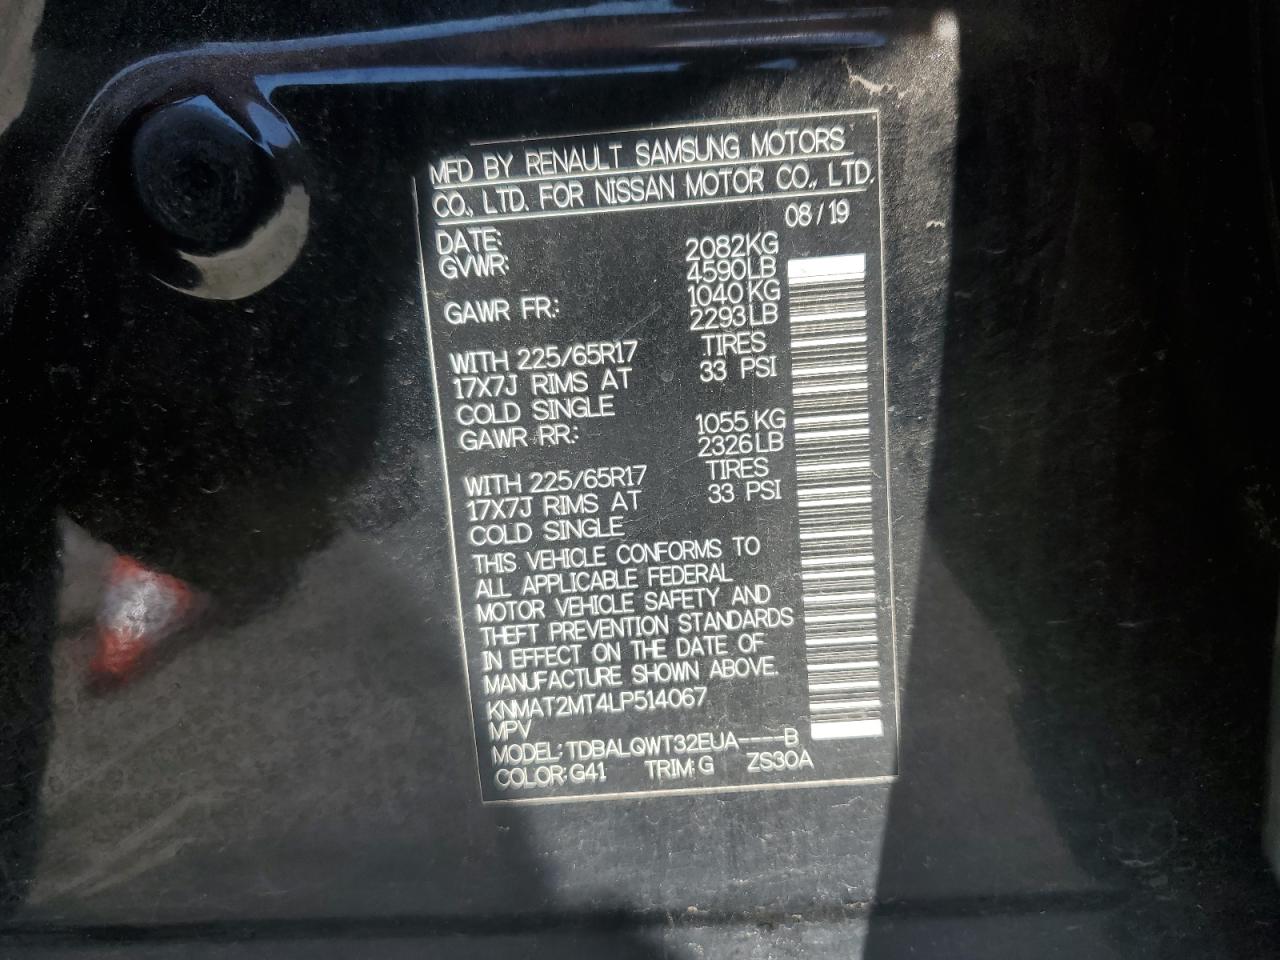 MFD BY RENAULT SAMSUNG MOTORS
CO., LTD. FOR NISSAN MOTOR CO., LTD.
DATE: 08/19
GVWR: 2082KG
4590LB
GAWR FR: 1040KG
2293LB
WITH 225/65R17 TIRES
17X7J RIMS AT 33 PSI
COLD SINGLE
GAWR RR: 1055KG
2326LB
WITH 225/65R17 TIRES
17X7J RIMS AT 33 PSI
COLD SINGLE
THIS VEHICLE CONFORMS TO
ALL APPLICABLE FEDERAL
MOTOR VEHICLE SAFETY AND
THEFT PREVENTION STANDARDS
IN EFFECT ON THE DATE OF
MANUFACTURE SHOWN ABOVE.
KNMAT2MT4LP514067
MPV
MODEL: TDBALQWT32EUA----B
COLOR: G41 TRIM: G ZS30A